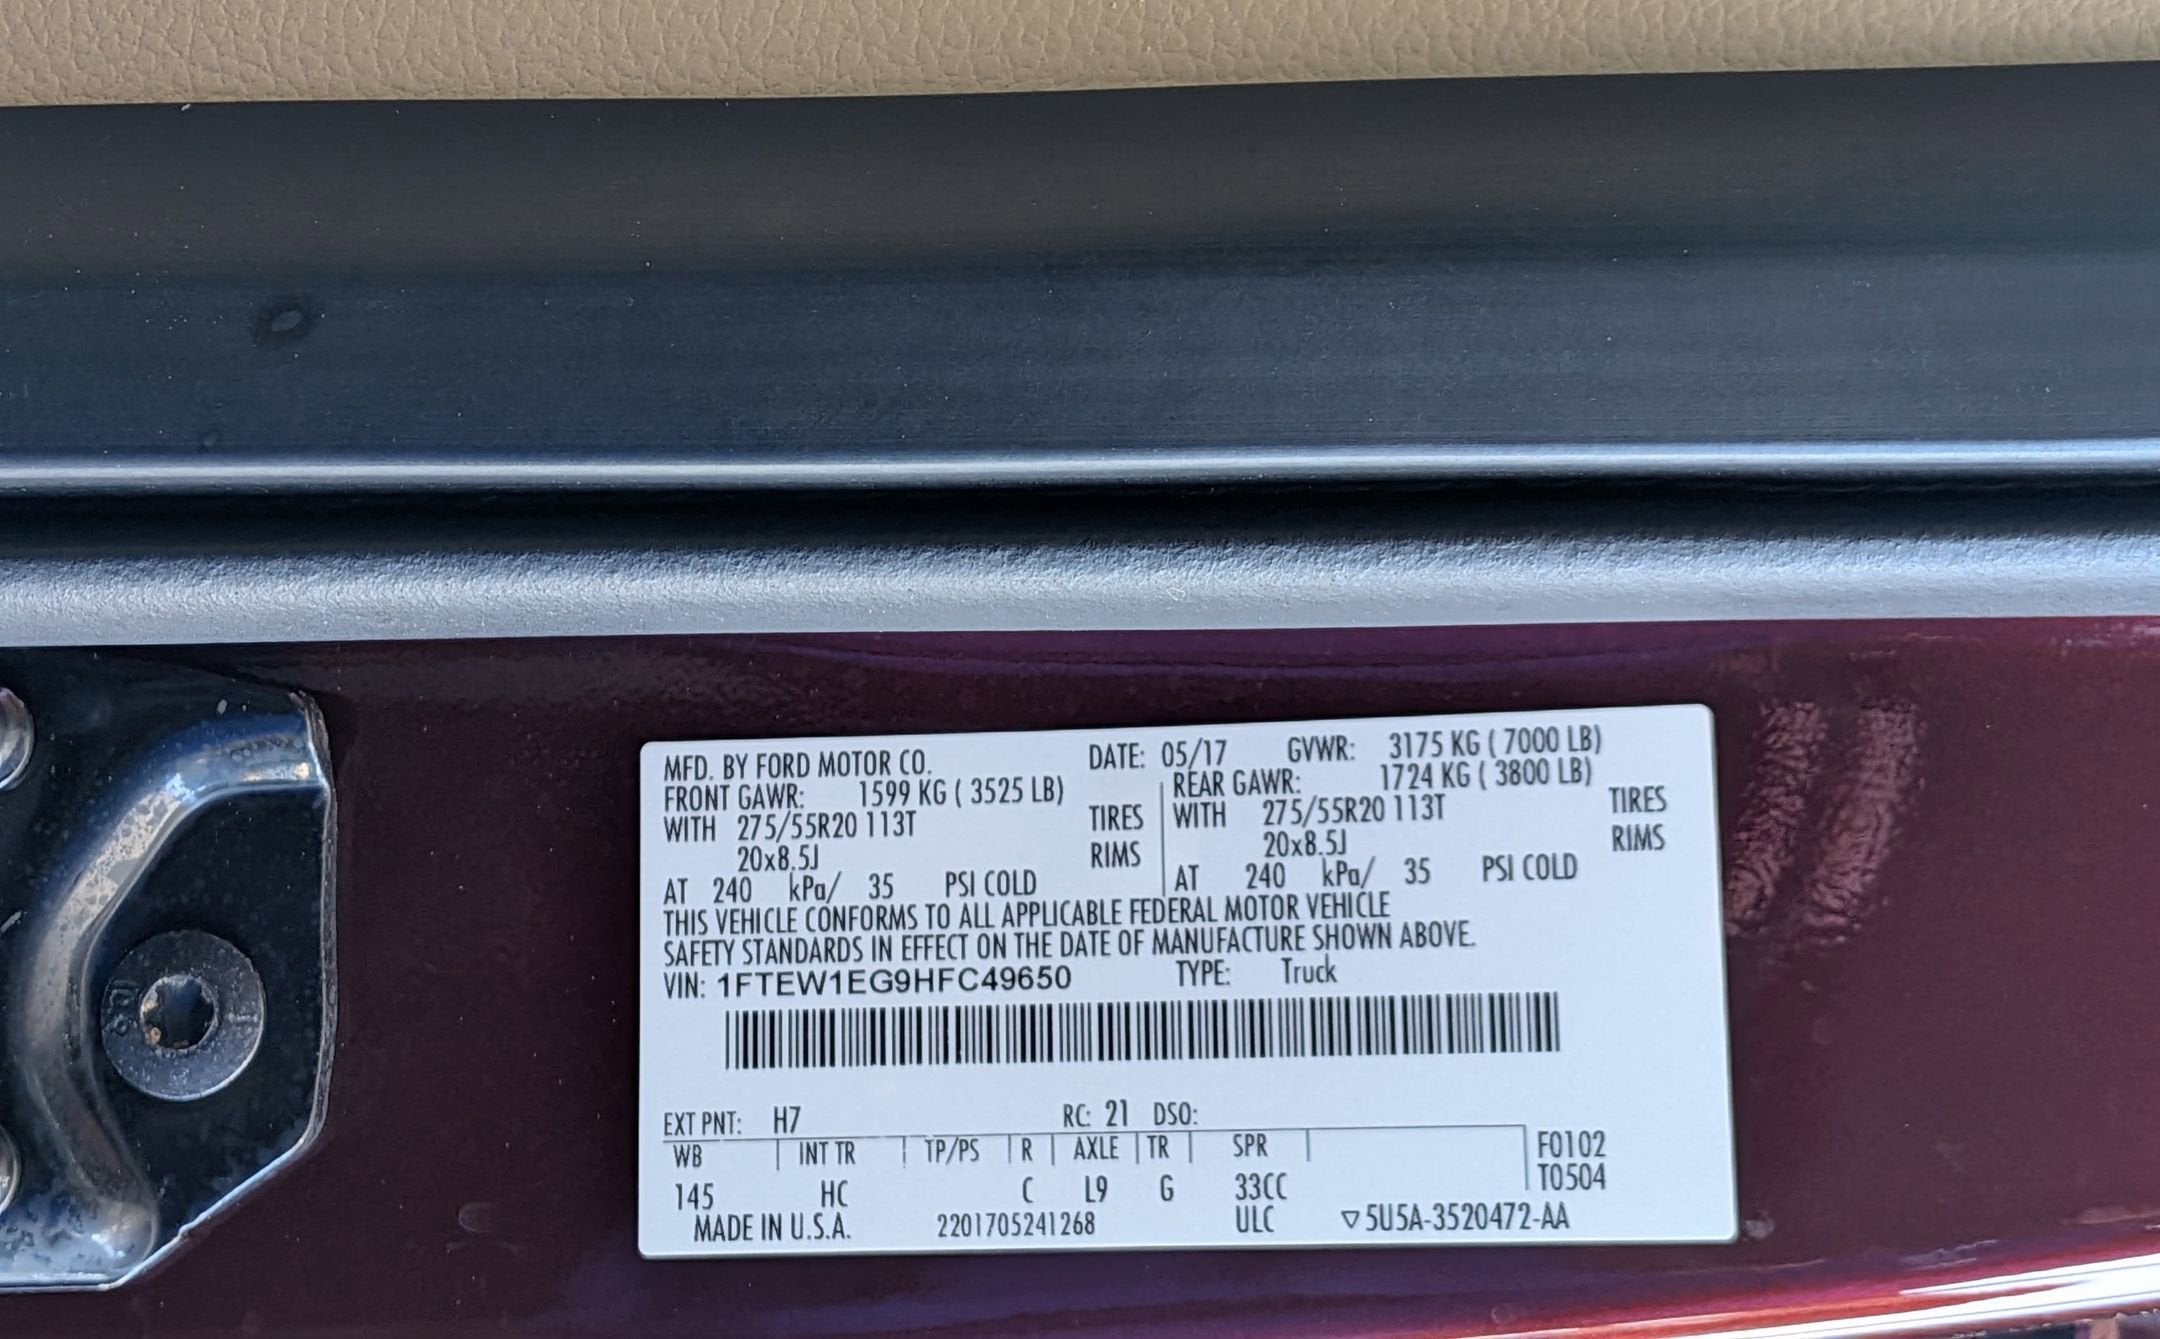 MFD. BY FORD MOTOR CO. DATE: 05/17 GVWR: 3175 KG ( 7000 LB)
FRONT GAWR: 1599 KG ( 3525 LB) REAR GAWR: 1724 KG ( 3800 LB)
WITH 275/55R20 113T TIRES WITH 275/55R20 113T TIRES
20x8.5J RIMS 20x8.5J RIMS
AT 240 kPa/ 35 PSI COLD AT 240 kPa/ 35 PSI COLD
THIS VEHICLE CONFORMS TO ALL APPLICABLE FEDERAL MOTOR VEHICLE
SAFETY STANDARDS IN EFFECT ON THE DATE OF MANUFACTURE SHOWN ABOVE.
VIN: 1FTEW1EG9HFC49650 TYPE: Truck
EXT PNT: H7 RC: 21 DSO:
WB INT TR TP/PS R AXLE TR SPR F0102
145 HC C L9 G 33CC T0504
MADE IN U.S.A. 2201705241268 ULC ▽5U5A-3520472-AA